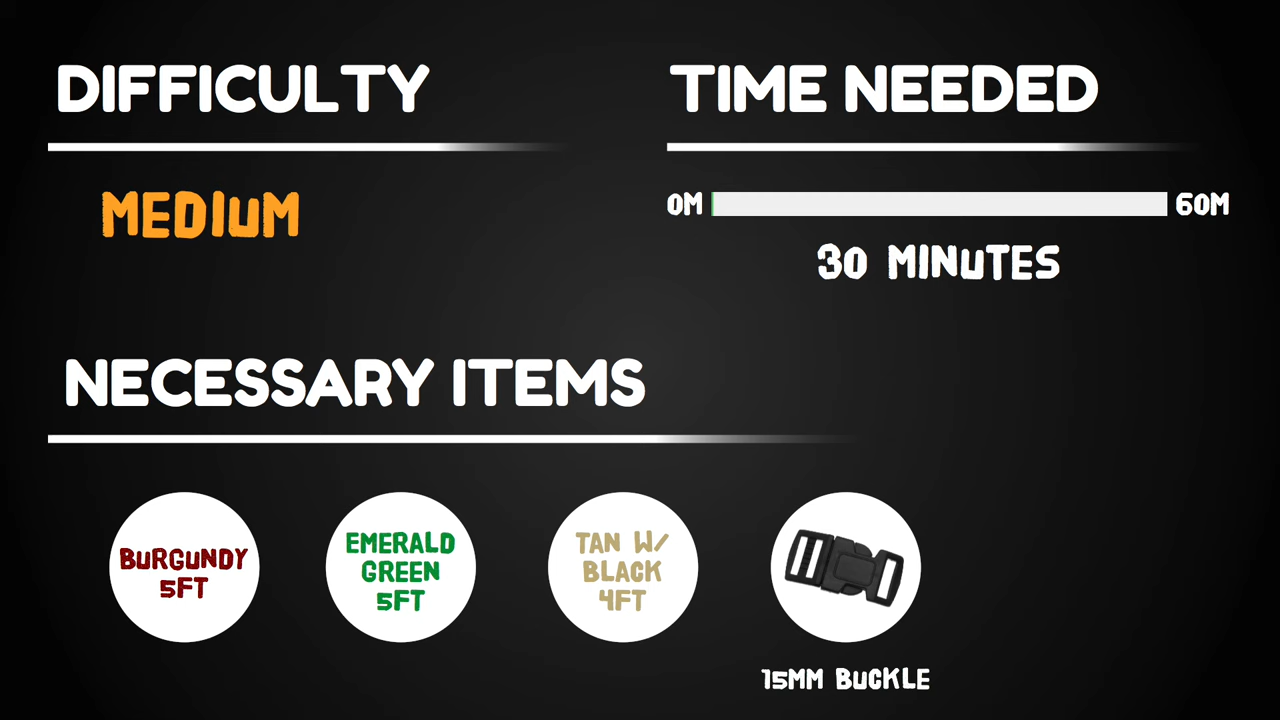 DIFFICULTY
TIME NEEDED
MEDIUM
0M
60M
30 MINUTES
NECESSARY ITEMS
BURGUNDY
5FT
EMERALD
GREEN
5FT
TAN W/
BLACK
4FT
15MM BUCKLE